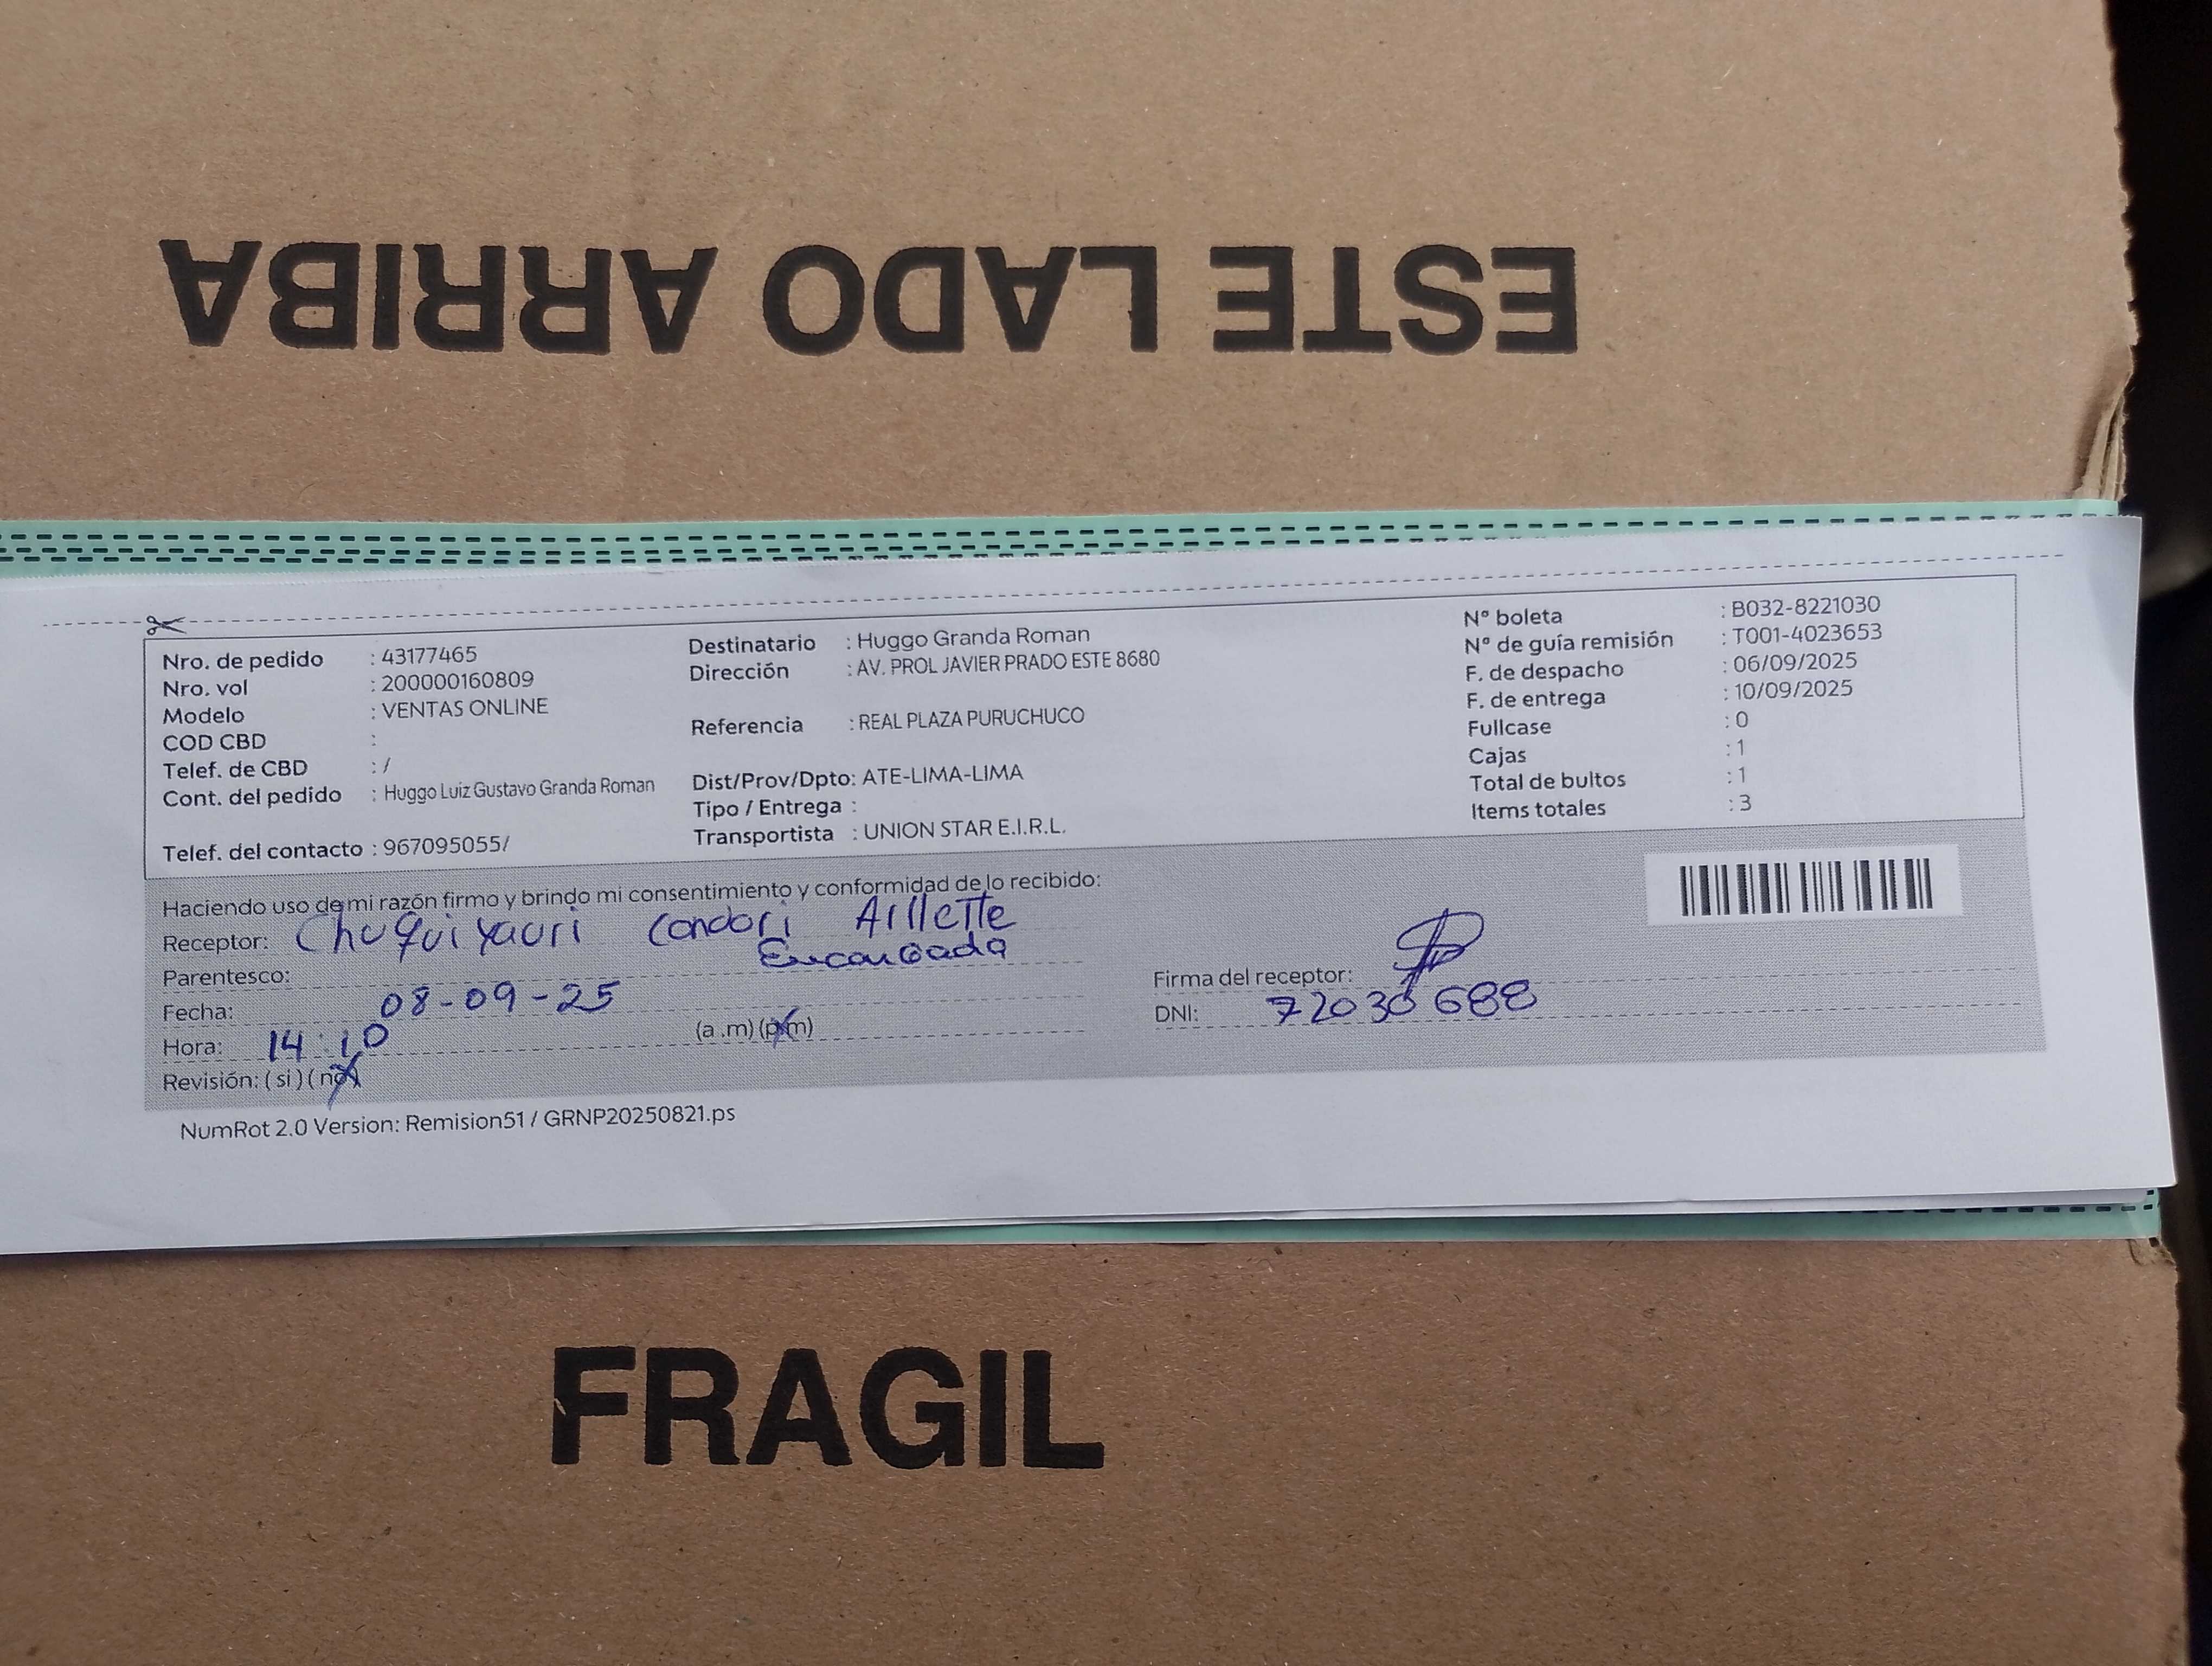 ESTE LADO ARRIBA
Nro. de pedido : 43177465
Nro. vol : 200000160809
Modelo : VENTAS ONLINE
COD CBD :
Telef. de CBD : /
Cont. del pedido : Huggo Luiz Gustavo Granda Roman
Telef. del contacto : 967095055/
Destinatario : Huggo Granda Roman
Dirección : AV. PROL JAVIER PRADO ESTE 8680
Referencia : REAL PLAZA PURUCHUCO
Dist/Prov/Dpto: ATE-LIMA-LIMA
Tipo / Entrega :
Transportista : UNION STAR E.I.R.L.
Nº boleta : B032-8221030
Nº de guía remisión : T001-4023653
F. de despacho : 06/09/2025
F. de entrega : 10/09/2025
Fullcase : 0
Cajas : 1
Total de bultos : 1
Items totales : 3
Haciendo uso de mi razón firmo y brindo mi consentimiento y conformidad de lo recibido:
Receptor: Chuquiyauri Condori Arllette
Parentesco: Encargada
Fecha: 08-09-25
Hora: 14:10 (a .m) (p.m)
Revisión: ( si ) ( no )
Firma del receptor:
DNI: 72030688
NumRot 2.0 Version: Remision51 / GRNP20250821.ps
FRAGIL